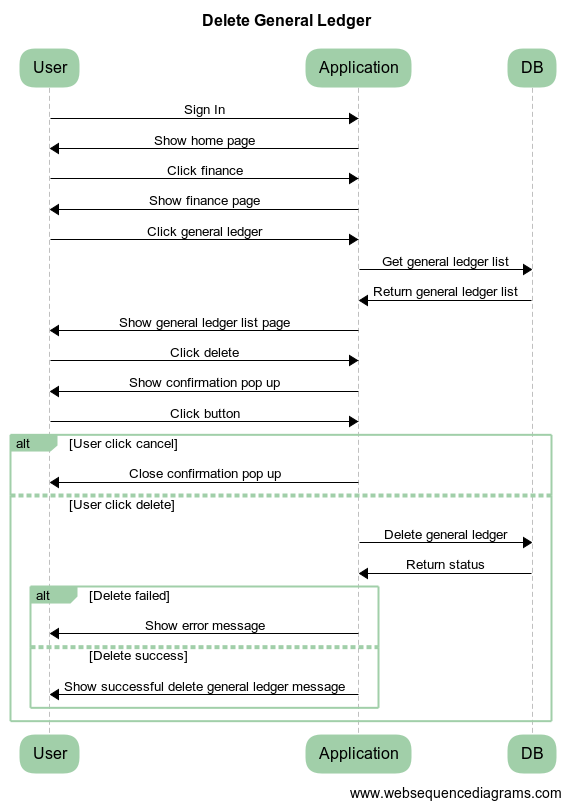 Delete General Ledger
User
Application
DB
Sign In
Show home page
Click finance
Show finance page
Click general ledger
Get general ledger list
Return general ledger list
Show general ledger list page
Click delete
Show confirmation pop up
Click button
alt
[User click cancel]
Close confirmation pop up
[User click delete]
Delete general ledger
Return status
alt
[Delete failed]
Show error message
[Delete success]
Show successful delete general ledger message
User
Application
DB
www.websequencediagrams.com